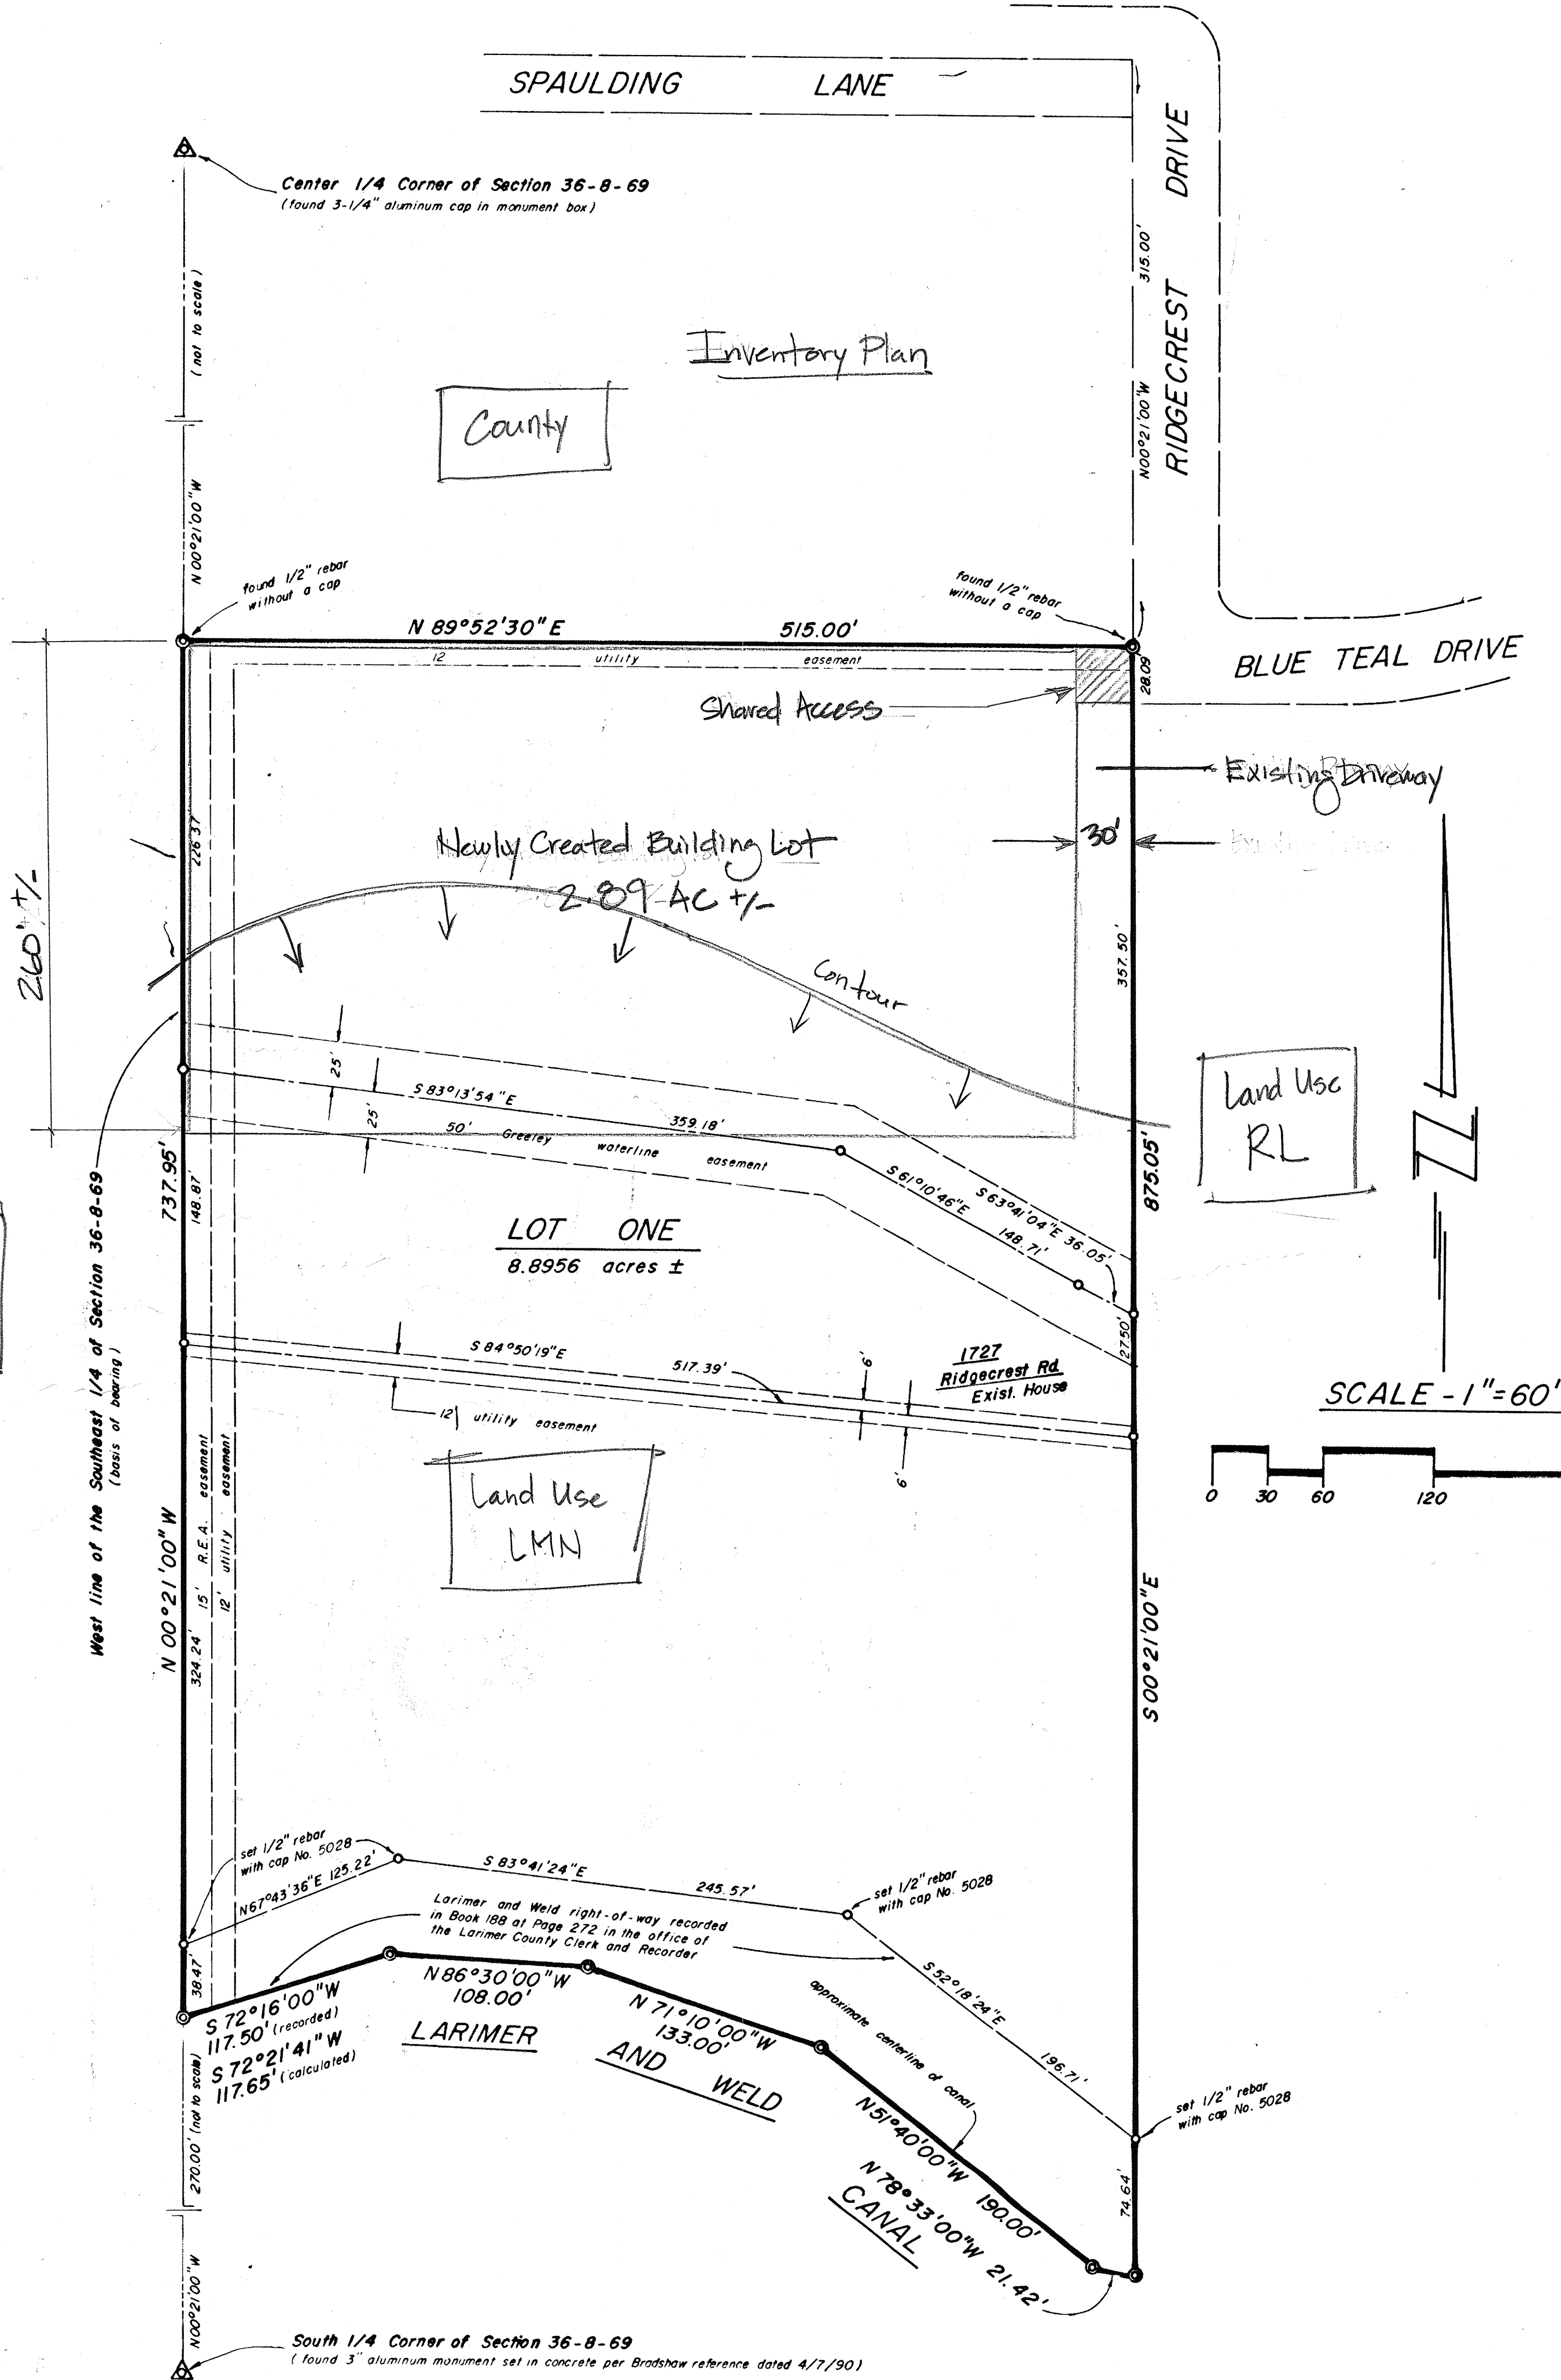 SPAULDING LANE
RIDGECREST DRIVE
Center 1/4 Corner of Section 36-8-69
(found 3-1/4" aluminum cap in monument box)
(not to scale)
315.00'
N00°21'00"W
Inventory Plan
County
N00°21'00"W
found 1/2" rebar
without a cap
found 1/2" rebar
without a cap
N 89°52'30"E 515.00'
12 utility easement
28.09
BLUE TEAL DRIVE
Shared Access
Existing Driveway
226.37
Newly Created Building Lot
2.89 AC +/-
30'
260' +/-
357.50'
Contour
25'
25'
S 83°13'54"E
359.18'
50' Greeley waterline easement
S 61°10'46"E
148.71'
S 63°41'04"E 36.05'
Land Use
RL
875.05'
737.95'
148.87'
West line of the Southeast 1/4 of Section 36-8-69
(basis of bearing)
LOT ONE
8.8956 acres ±
27.50'
S 84°50'19"E
517.39'
6'
6'
1727
Ridgecrest Rd
Exist. House
12' utility easement
SCALE - 1"=60'
0 30 60 120
Land Use
LMN
15' R.E.A. easement
12' utility easement
N 00°21'00"W
324.24'
S00°21'00"E
set 1/2" rebar
with cap No. 5028
N67°43'36"E 125.22'
S 83°41'24"E
245.57'
set 1/2" rebar
with cap No. 5028
Larimer and Weld right-of-way recorded
in Book 188 at Page 272 in the office of
the Larimer County Clerk and Recorder
38.47'
S 72°16'00"W
117.50' (recorded)
S 72°21'41"W
117.65' (calculated)
N 86°30'00"W
108.00'
N 71°10'00"W
133.00'
approximate centerline of canal
S 52°18'24"E
196.71'
LARIMER AND WELD CANAL
N51°40'00"W 190.00'
N 78°33'00"W 21.42'
set 1/2" rebar
with cap No. 5028
74.64'
270.00' (not to scale)
N00°21'00"W
South 1/4 Corner of Section 36-8-69
(found 3" aluminum monument set in concrete per Bradshaw reference dated 4/7/90)